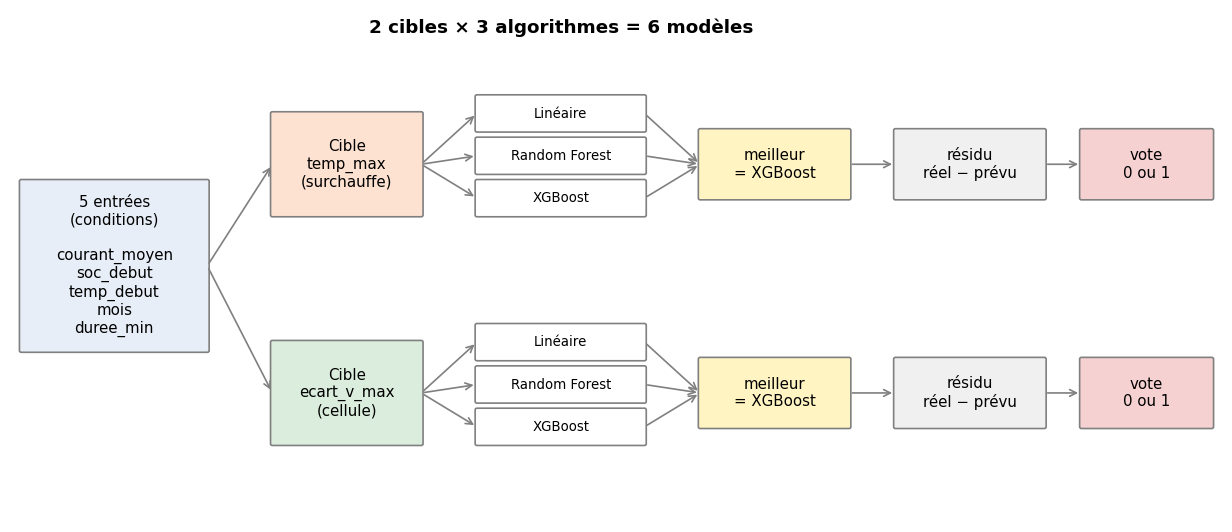 2 cibles × 3 algorithmes = 6 modèles
5 entrées
(conditions)
courant_moyen
soc_debut
temp_debut
mois
duree_min
Cible
temp_max
(surchauffe)
Linéaire
Random Forest
XGBoost
meilleur
= XGBoost
résidu
réel − prévu
vote
0 ou 1
Cible
ecart_v_max
(cellule)
Linéaire
Random Forest
XGBoost
meilleur
= XGBoost
résidu
réel − prévu
vote
0 ou 1